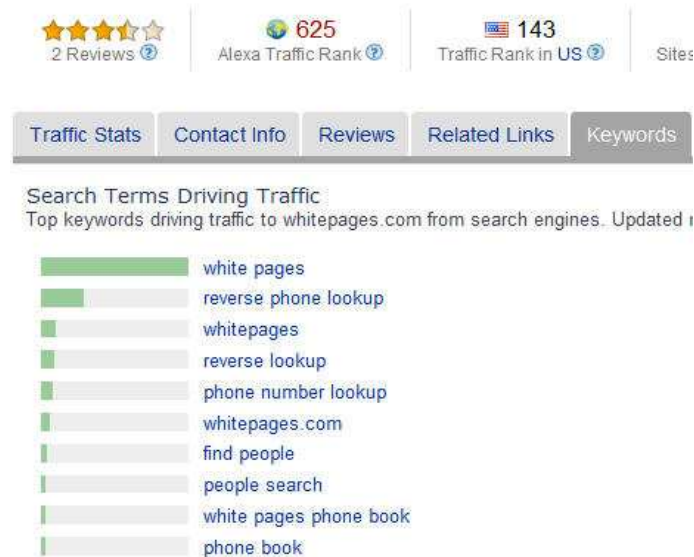 625
143
2 Reviews ?
Alexa Traffic Rank ?
Traffic Rank in US ?
Sites
Traffic Stats
Contact Info
Reviews
Related Links
Keywords
Search Terms Driving Traffic
Top keywords driving traffic to whitepages.com from search engines. Updated
white pages
reverse phone lookup
whitepages
reverse lookup
phone number lookup
whitepages.com
find people
people search
white pages phone book
phone book